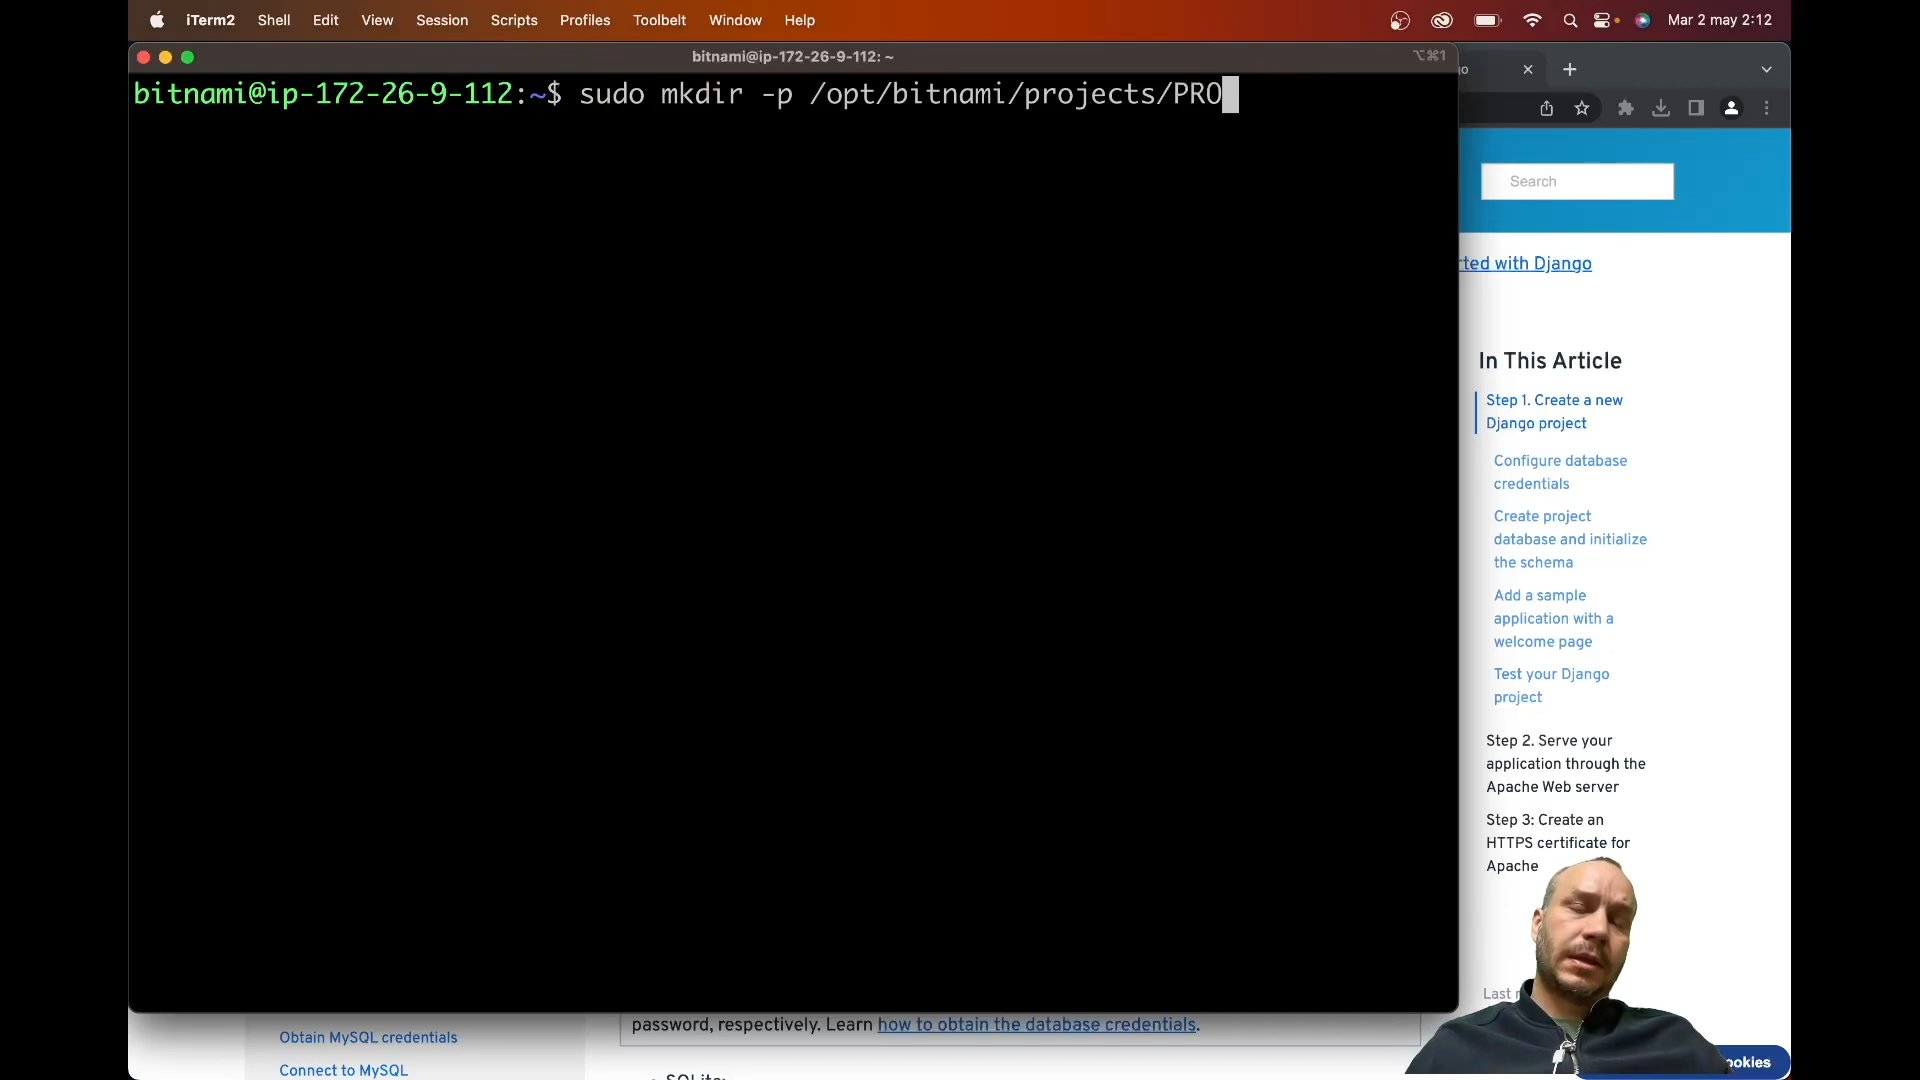 iTerm2 Shell Edit View Session Scripts Profiles Toolbelt Window Help Mar 2 may 2:12
bitnami@ip-172-26-9-112: ~ ⌥⌘1
bitnami@ip-172-26-9-112:~$ sudo mkdir -p /opt/bitnami/projects/PRO
Search
rted with Django
In This Article
Step 1. Create a new
Django project
Configure database
credentials
Create project
database and initialize
the schema
Add a sample
application with a
welcome page
Test your Django
project
Step 2. Serve your
application through the
Apache Web server
Step 3: Create an
HTTPS certificate for
Apache
Last
password, respectively. Learn how to obtain the database credentials.
Obtain MySQL credentials
Connect to MySQL
SQLite:
ookies